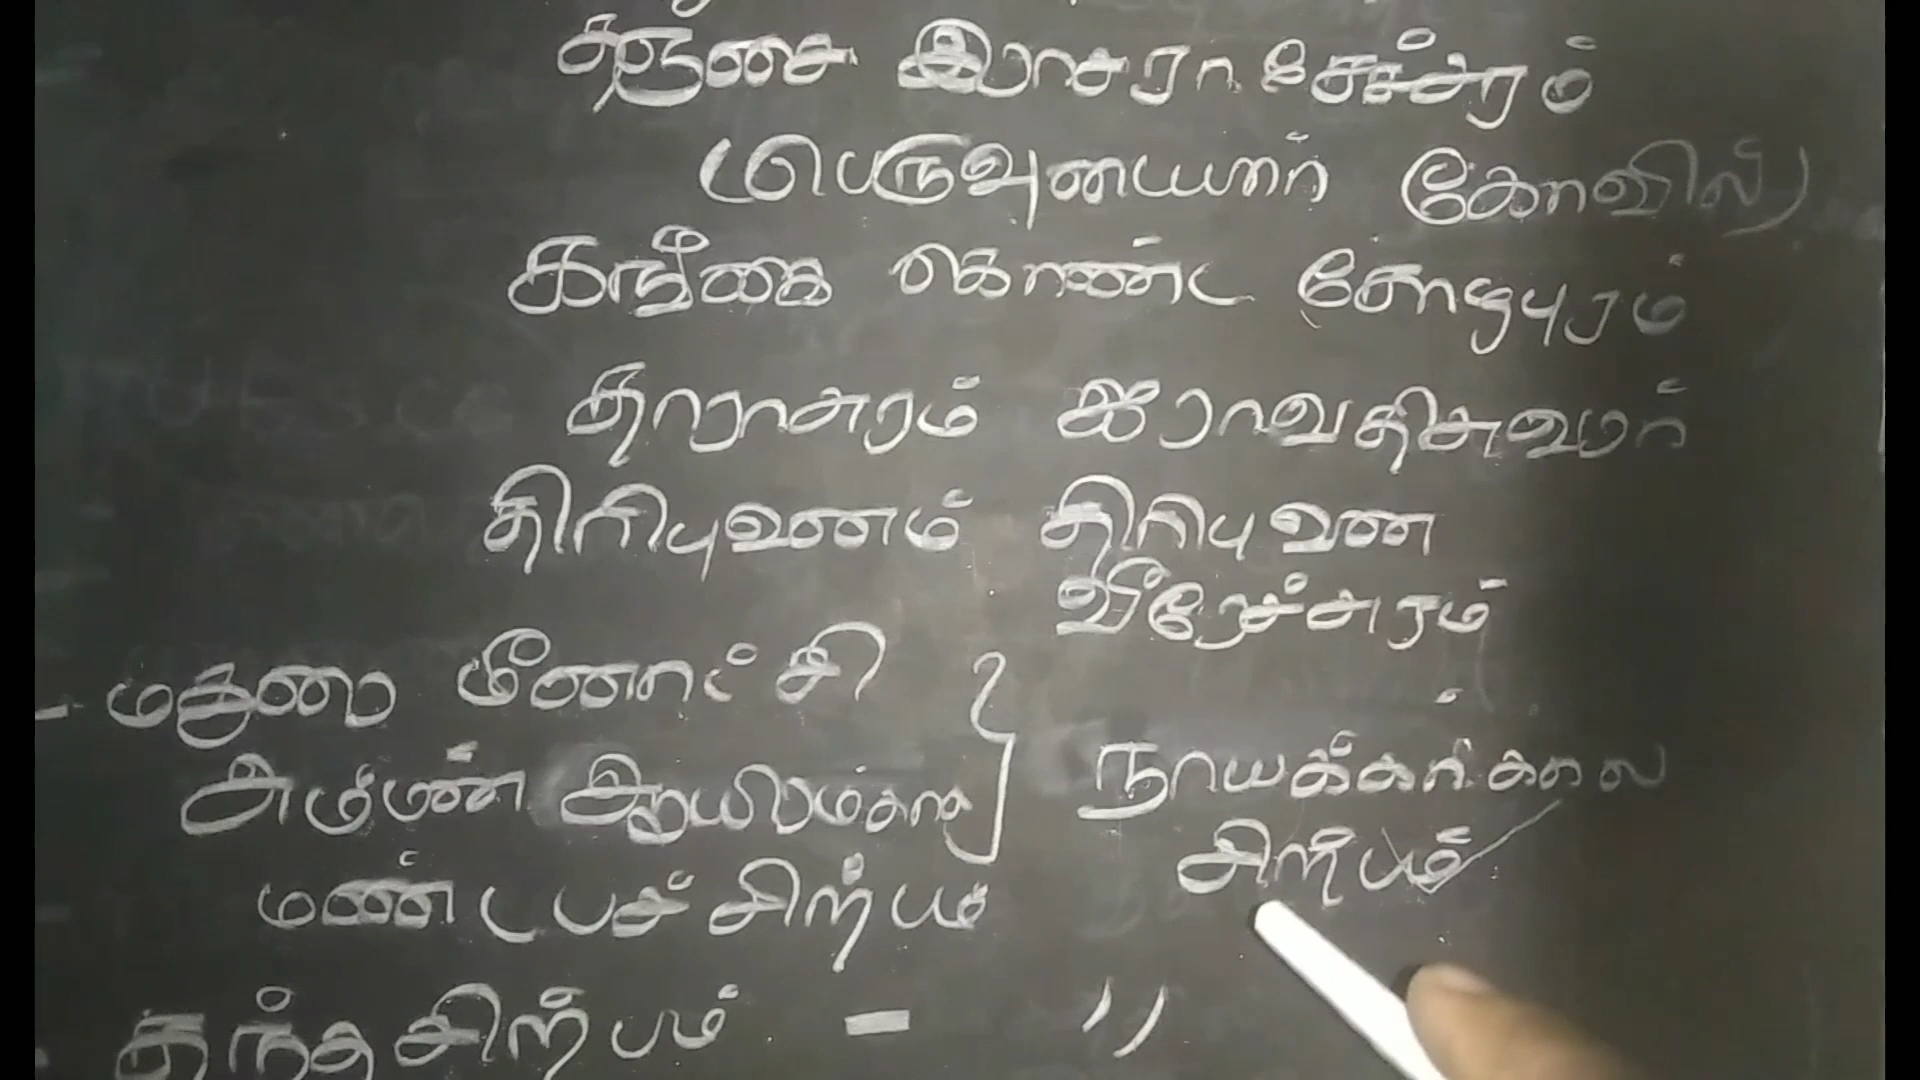 தஞ்சை இராசராசேச்சரம்
(பெருவுடையார் கோவில்)
கங்கை கொண்ட சோழபுரம்
தாராசுரம் ஐராவதீசுவரர்
திரிபுவனம் திரிபுவன
வீரேச்சுரம்
- மதுரை மீனாட்சி
அம்மன் ஆயிரங்கால்
மண்டபச் சிற்பம்
நாயக்கர்கால
சிற்பம்
தந்தசிற்பம் - ,,